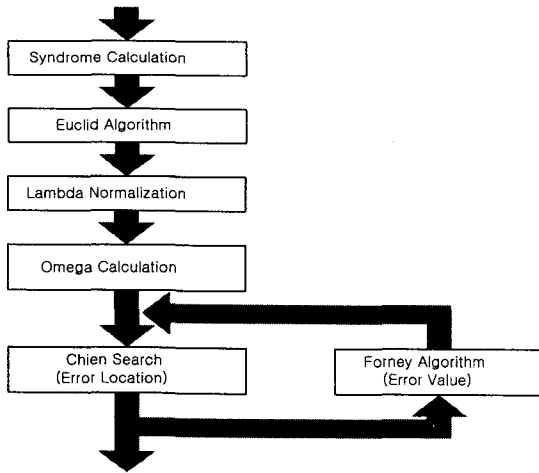 Syndrome Calculation
Euclid Algorithm
Lambda Normalization
Omega Calculation
Chien Search
(Error Location)
Forney Algorithm
(Error Value)